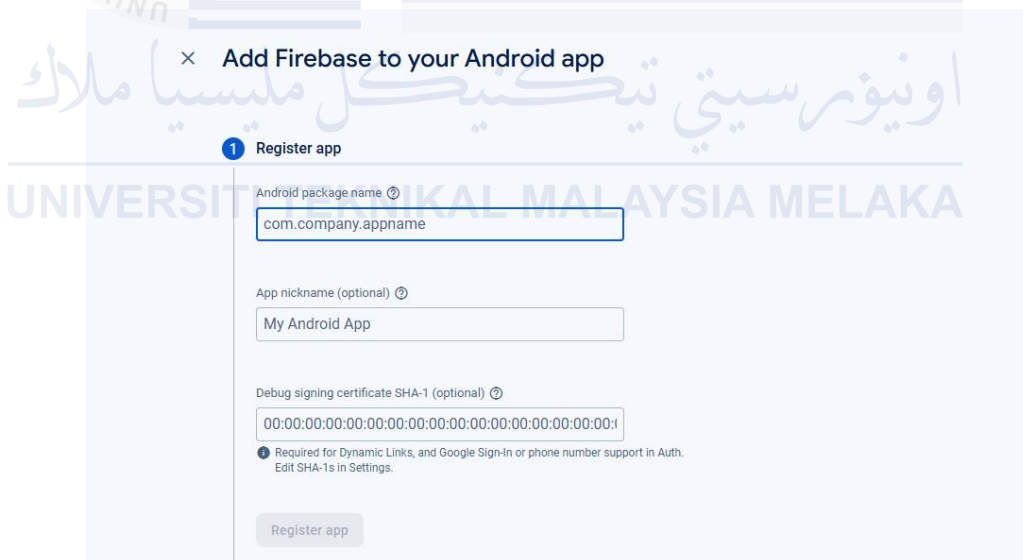 Add Firebase to your Android app
اونيۏرسيتي تيكنيكل مليسيا ملاك
1 Register app
UNIVERSITI TEKNIKAL MALAYSIA MELAKA
Android package name
com.company.appname
App nickname (optional)
My Android App
Debug signing certificate SHA-1 (optional)
00:00:00:00:00:00:00:00:00:00:00:00:00:00:00:00:00:
Required for Dynamic Links, and Google Sign-In or phone number support in Auth.
Edit SHA-1s in Settings.
Register app